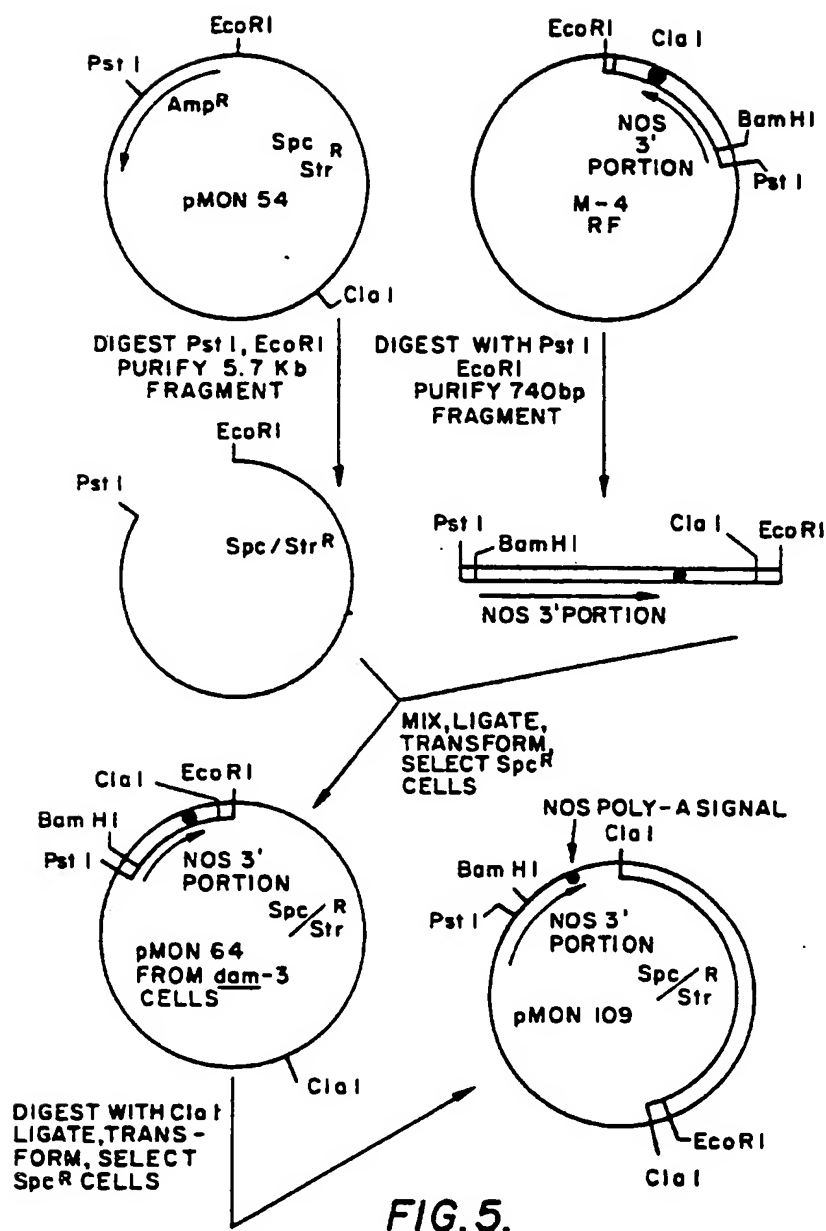 EcoRI
Pst I
Amp^R
Spc
Str^R
pMON 54
Cla I
EcoRI
Cla I
BamHI
NOS
3'
PORTION
Pst I
M-4
RF
DIGEST Pst I, EcoRI
PURIFY 5.7 Kb
FRAGMENT
DIGEST WITH Pst I
EcoRI
PURIFY 740bp
FRAGMENT
EcoRI
Pst I
Spc/Str^R
Pst I
BamHI
Cla I
EcoRI
NOS 3' PORTION
MIX, LIGATE,
TRANSFORM,
SELECT Spc^R
CELLS
Cla I
EcoRI
BamHI
Pst I
NOS 3'
PORTION
Spc/Str^R
pMON 64
FROM dam-3
CELLS
Cla I
NOS POLY-A SIGNAL
Cla I
BamHI
Pst I
NOS 3'
PORTION
Spc/Str^R
pMON 109
EcoRI
Cla I
DIGEST WITH Cla I
LIGATE, TRANS-
FORM, SELECT
Spc^R CELLS
FIG. 5.